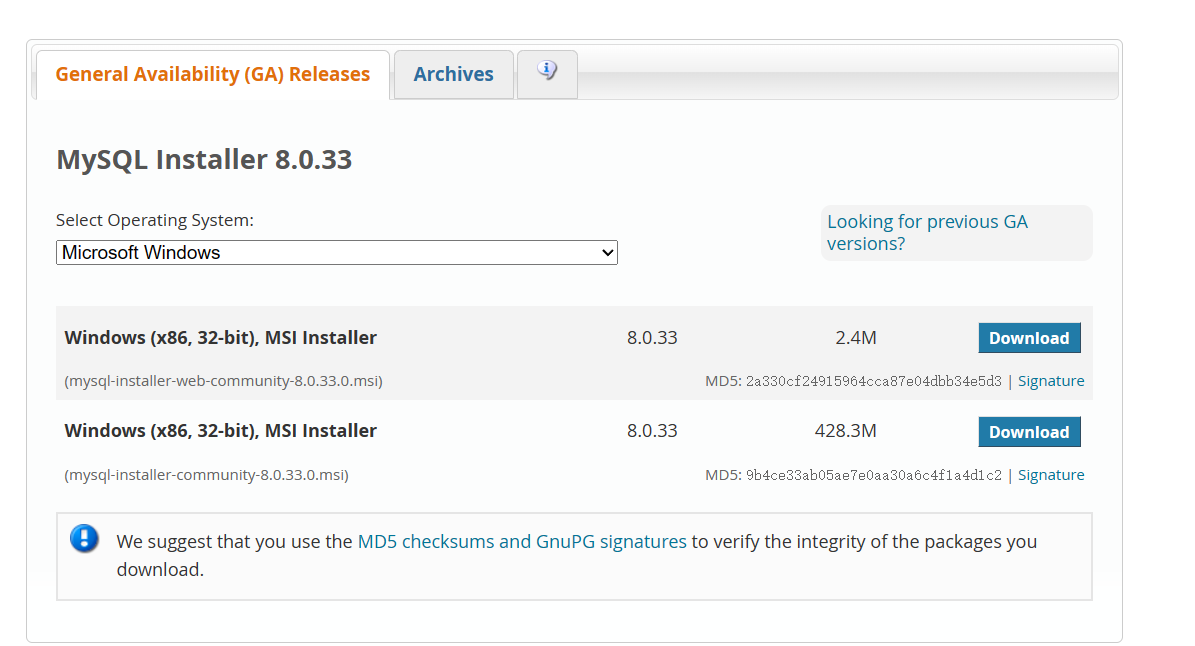 General Availability (GA) Releases
Archives
MySQL Installer 8.0.33
Select Operating System:
Looking for previous GA
versions?
Microsoft Windows
Windows (x86, 32-bit), MSI Installer 8.0.33 2.4M Download
(mysql-installer-web-community-8.0.33.0.msi) MD5: 2a330cf24915964cca87e04dbb34e5d3 | Signature
Windows (x86, 32-bit), MSI Installer 8.0.33 428.3M Download
(mysql-installer-community-8.0.33.0.msi) MD5: 9b4ce33ab05ae7e0aa30a6c4f1a4d1c2 | Signature
We suggest that you use the MD5 checksums and GnuPG signatures to verify the integrity of the packages you
download.